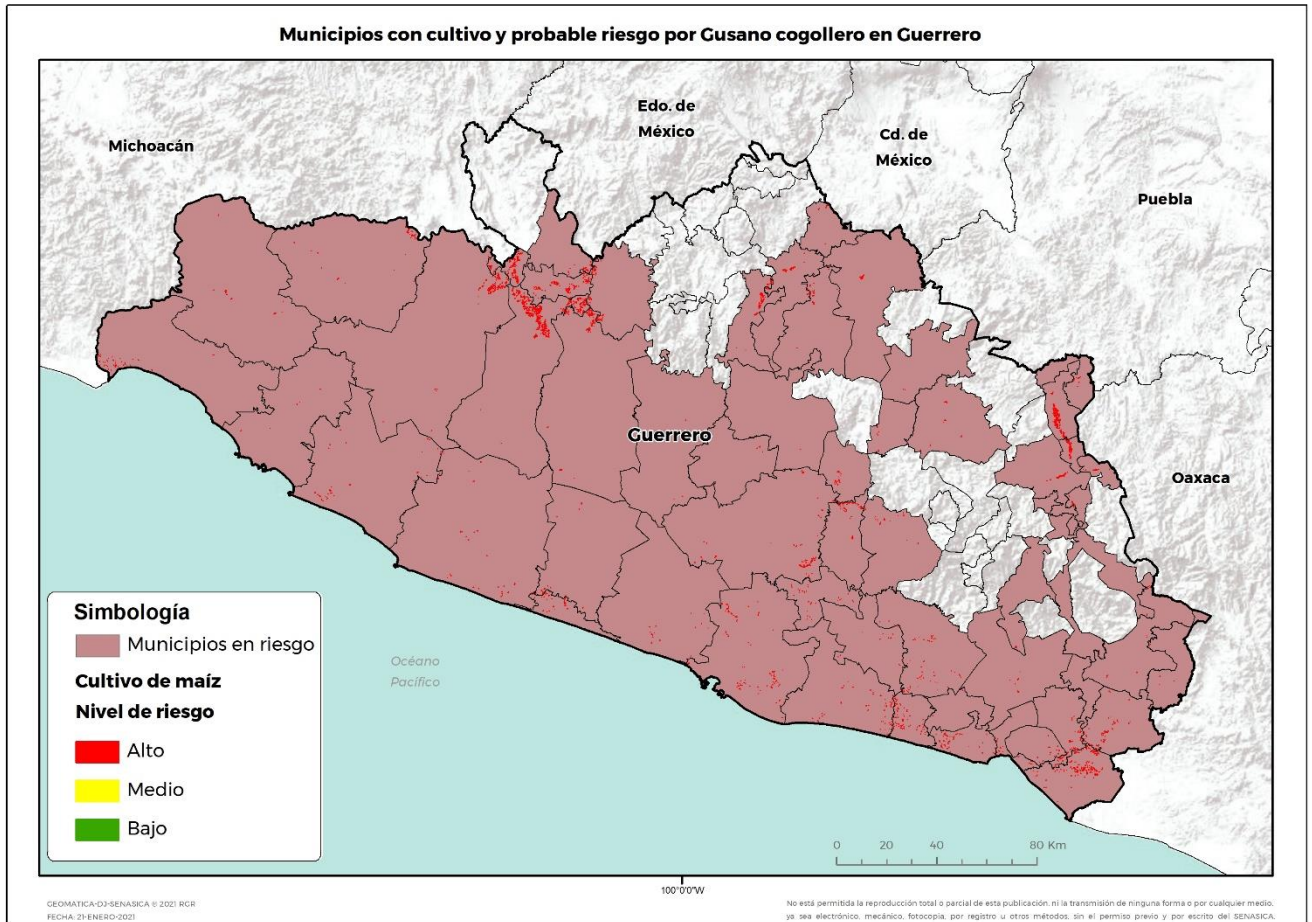 Municipios con cultivo y probable riesgo por Gusano cogollero en Guerrero
Michoacán
Edo. de
México
Cd. de
México
Puebla
Guerrero
Oaxaca
Océano
Pacífico
Simbología
Municipios en riesgo
Cultivo de maíz
Nivel de riesgo
Alto
Medio
Bajo
0 20 40 80 Km
100°0'0"W
GEOMATICA-DJ-SENASICA © 2021 RGR
FECHA: 21-ENERO-2021
No está permitida la reproducción total o parcial de esta publicación, ni la transmisión de ninguna forma o por cualquier medio,
ya sea electrónico, mecánico, fotocopia, por registro u otros métodos, sin el permiso previo y por escrito del SENASICA.